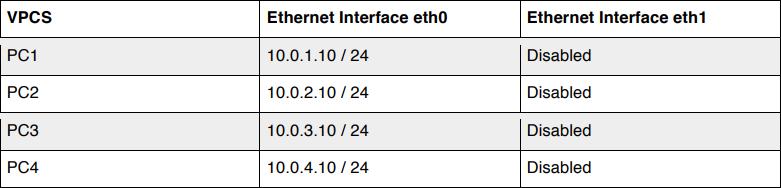 VPCS Ethernet Interface eth0 Ethernet Interface eth1
PC1 10.0.1.10 / 24 Disabled
PC2 10.0.2.10 / 24 Disabled
PC3 10.0.3.10 / 24 Disabled
PC4 10.0.4.10 / 24 Disabled